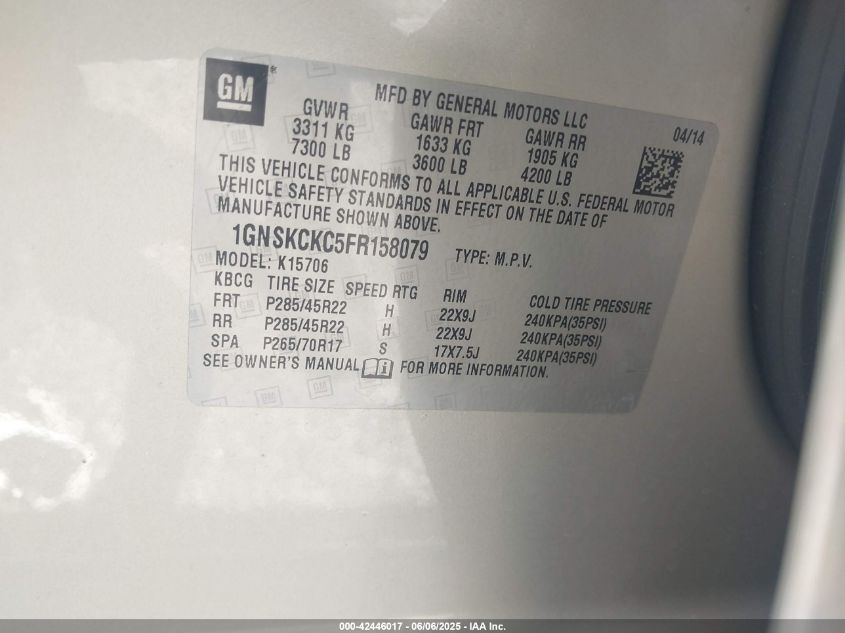 GM
MFD BY GENERAL MOTORS LLC
04/14
GVWR GAWR FRT GAWR RR
3311 KG 1633 KG 1905 KG
7300 LB 3600 LB 4200 LB
THIS VEHICLE CONFORMS TO ALL APPLICABLE U.S. FEDERAL MOTOR
VEHICLE SAFETY STANDARDS IN EFFECT ON THE DATE OF
MANUFACTURE SHOWN ABOVE.
1GNSKCKC5FR158079 TYPE: M.P.V.
MODEL: K15706
KBCG TIRE SIZE SPEED RTG RIM COLD TIRE PRESSURE
FRT P285/45R22 H 22X9J 240KPA(35PSI)
RR P285/45R22 H 22X9J 240KPA(35PSI)
SPA P265/70R17 S 17X7.5J 240KPA(35PSI)
SEE OWNER'S MANUAL FOR MORE INFORMATION.
000-42446017 - 06/06/2025 - IAA Inc.